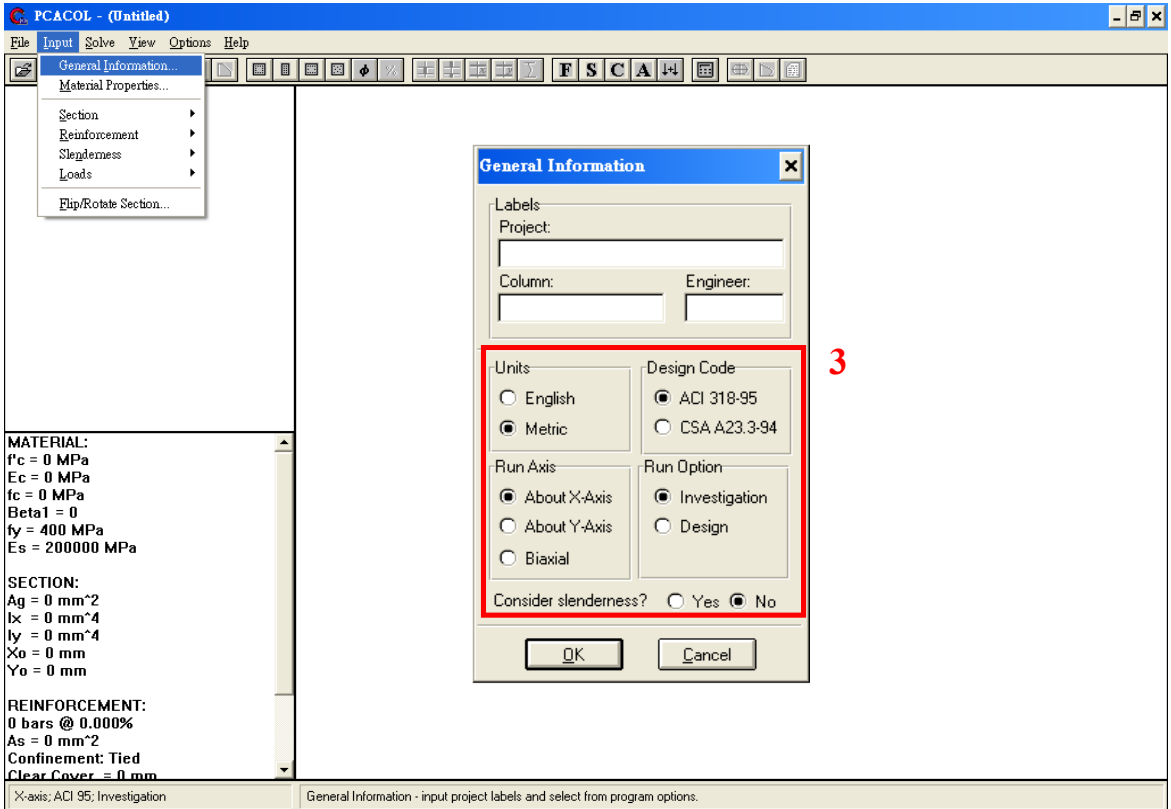 PCACOL - (Untitled)
File Input Solve View Options Help
General Information...
Material Properties...
Section
Reinforcement
Slenderness
Loads
Flip/Rotate Section...
F S C A
General Information
Labels
Project:
Column: Engineer:
3
Units Design Code
English ACI 318-95
Metric CSA A23.3-94
Run Axis Run Option
About X-Axis Investigation
About Y-Axis Design
Biaxial
Consider slenderness? Yes No
OK Cancel
MATERIAL:
f'c = 0 MPa
Ec = 0 MPa
fc = 0 MPa
Beta1 = 0
fy = 400 MPa
Es = 200000 MPa
SECTION:
Ag = 0 mm^2
Ix = 0 mm^4
Iy = 0 mm^4
Xo = 0 mm
Yo = 0 mm
REINFORCEMENT:
0 bars @ 0.000%
As = 0 mm^2
Confinement: Tied
Clear Cover = 0 mm
X-axis; ACI 95; Investigation General Information - input project labels and select from program options.